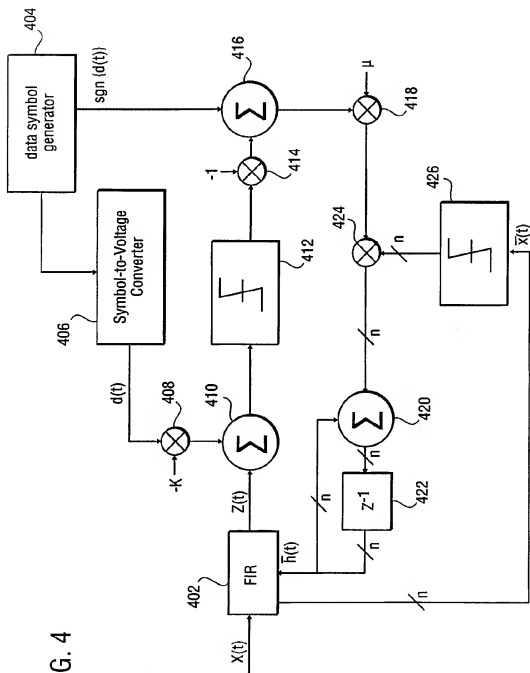 404
data symbol
generator
sgn {d(t)}
406
Symbol-to-Voltage
Converter
d(t)
408
-K
410
Σ
412
-1
414
416
Σ
μ
418
X(t)
402
FIR
Z(t)
h̅(t)
n
n
420
Σ
n
Z-1
422
n
n
424
n
426
x̅(t)
n
G. 4